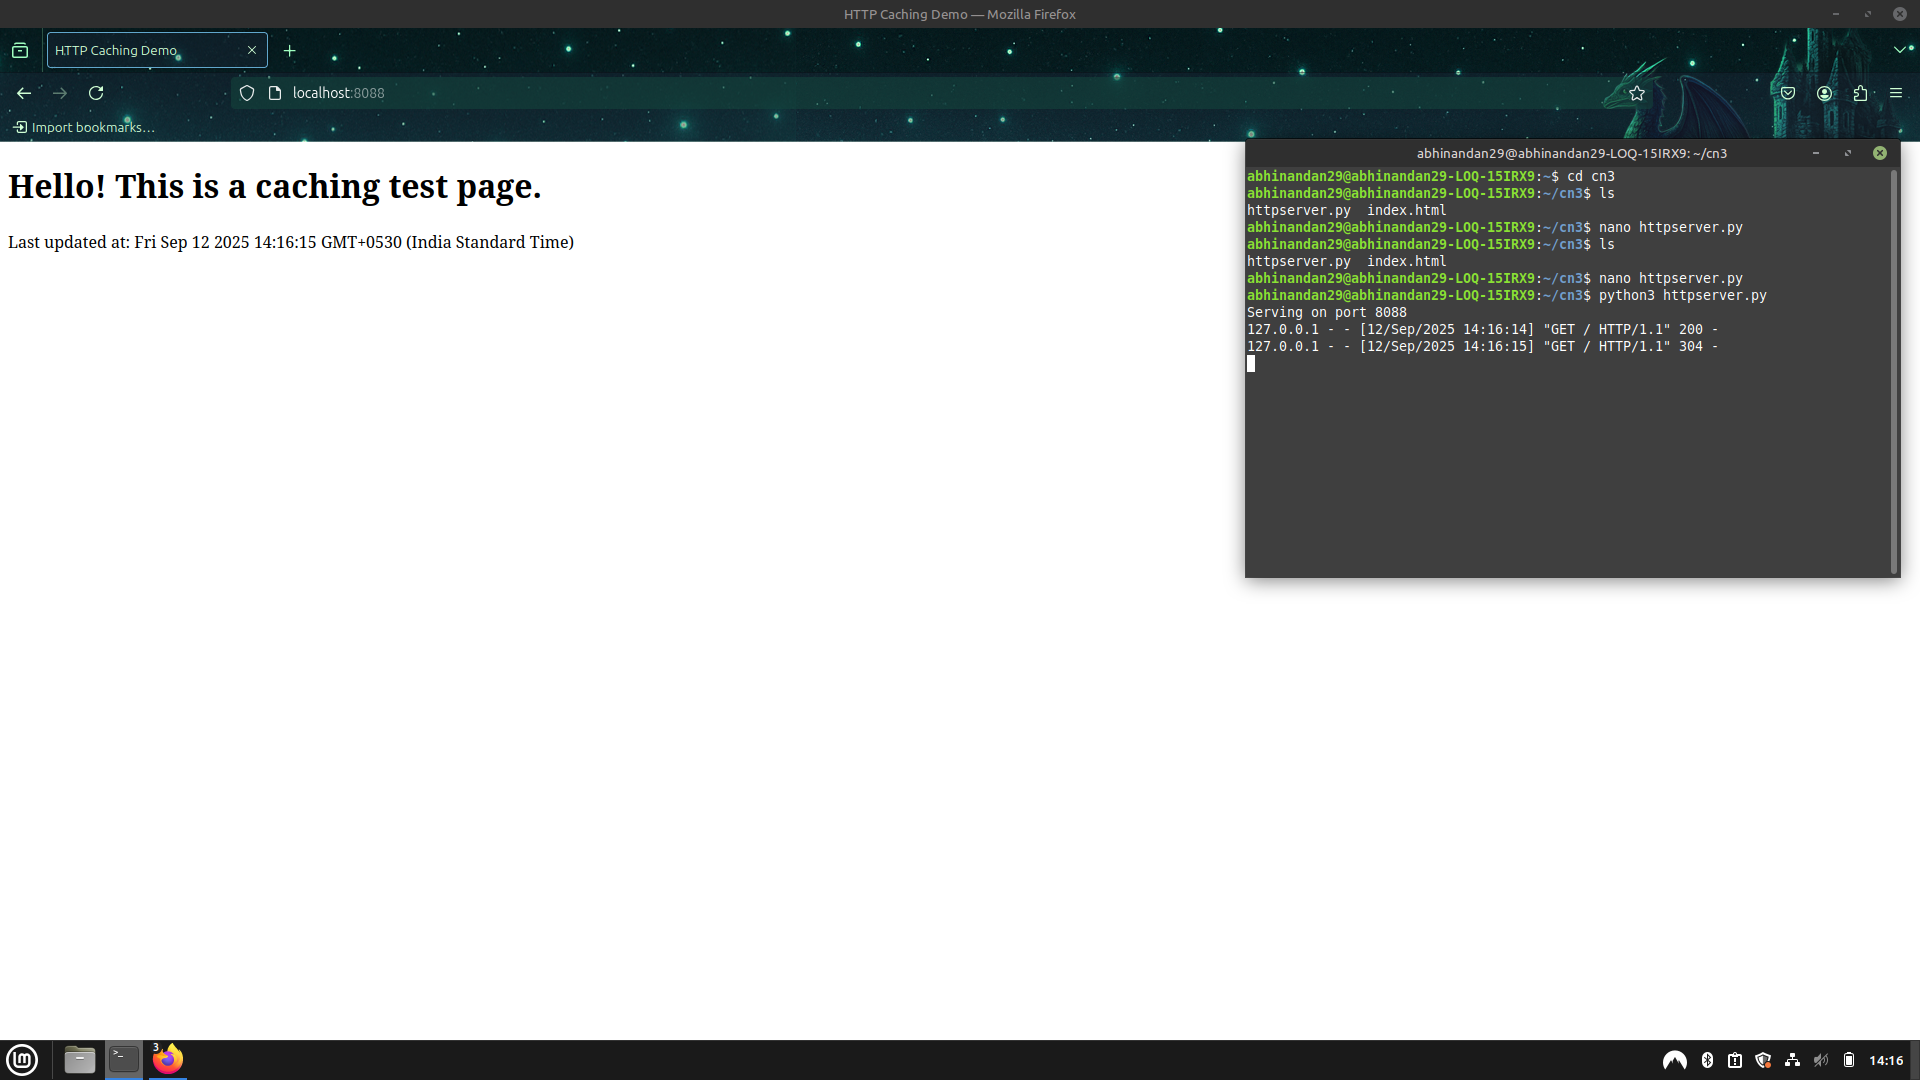 HTTP Caching Demo — Mozilla Firefox
HTTP Caching Demo
localhost:8088
Import bookmarks…
Hello! This is a caching test page.
Last updated at: Fri Sep 12 2025 14:16:15 GMT+0530 (India Standard Time)
abhinandan29@abhinandan29-LOQ-15IRX9: ~/cn3
abhinandan29@abhinandan29-LOQ-15IRX9:~$ cd cn3
abhinandan29@abhinandan29-LOQ-15IRX9:~/cn3$ ls
httpserver.py  index.html
abhinandan29@abhinandan29-LOQ-15IRX9:~/cn3$ nano httpserver.py
abhinandan29@abhinandan29-LOQ-15IRX9:~/cn3$ ls
httpserver.py  index.html
abhinandan29@abhinandan29-LOQ-15IRX9:~/cn3$ nano httpserver.py
abhinandan29@abhinandan29-LOQ-15IRX9:~/cn3$ python3 httpserver.py
Serving on port 8088
127.0.0.1 - - [12/Sep/2025 14:16:14] "GET / HTTP/1.1" 200 -
127.0.0.1 - - [12/Sep/2025 14:16:15] "GET / HTTP/1.1" 304 -
3
14:16